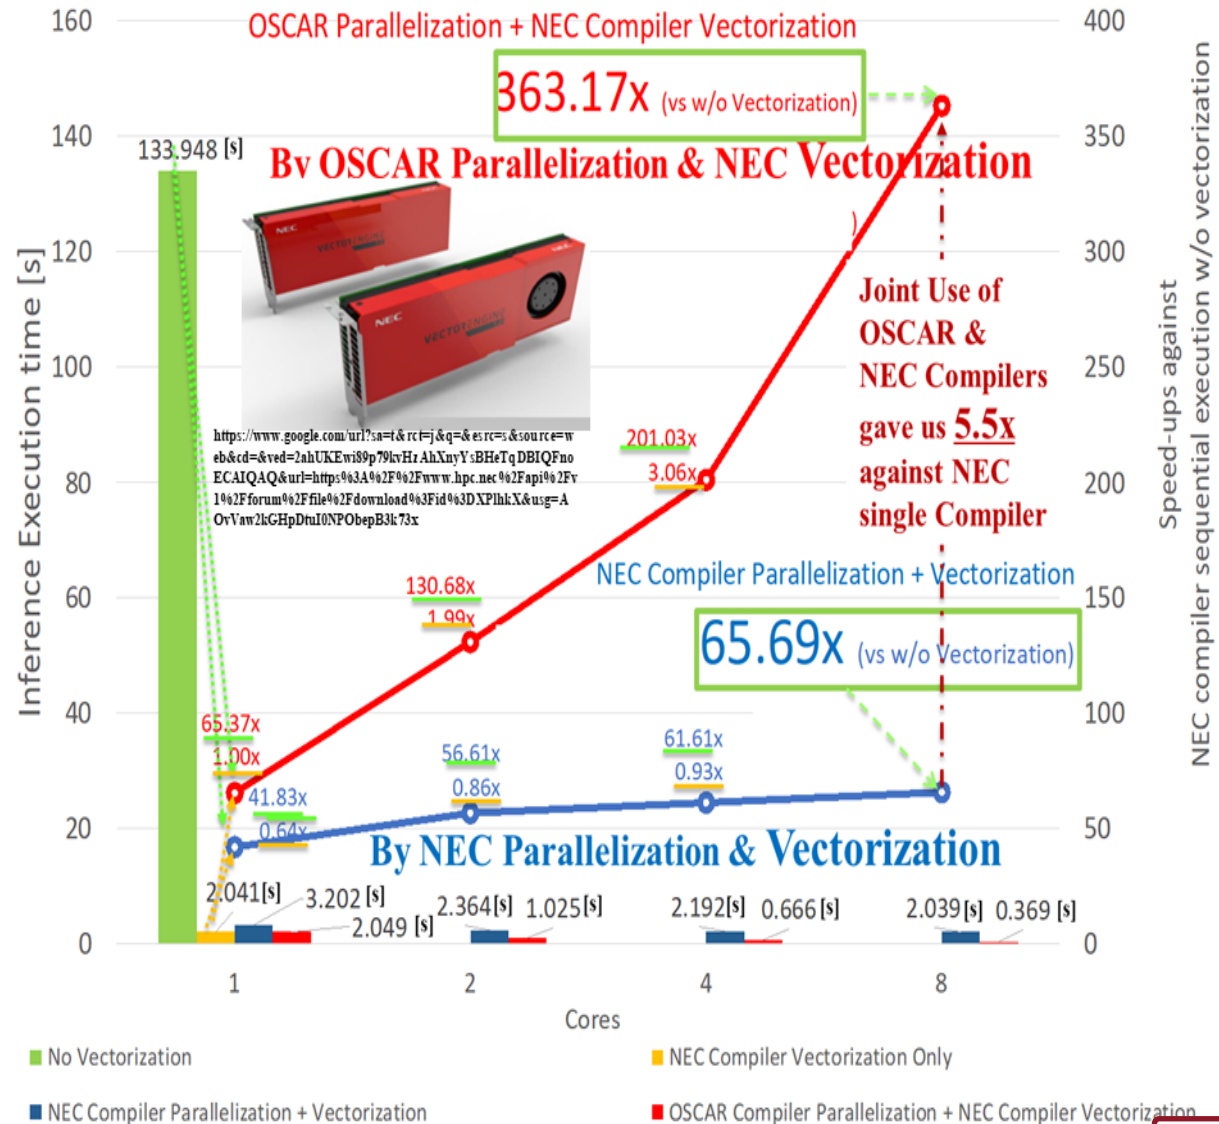 OSCAR Parallelization + NEC Compiler Vectorization
363.17x (vs w/o Vectorization)
By OSCAR Parallelization & NEC Vectorization
133.948 [s]
NEC
VECTOR ENGINE
NEC
NEC
VECTOR ENGINE
)
Joint Use of
OSCAR &
NEC Compilers
gave us 5.5x
against NEC
single Compiler
201.03x
3.06x
130.68x
1.99x
65.37x
1.00x
NEC Compiler Parallelization + Vectorization
65.69x (vs w/o Vectorization)
41.83x
0.64x
56.61x
0.86x
61.61x
0.93x
By NEC Parallelization & Vectorization
2.041[s]
3.202 [s]
2.049 [s]
2.364[s]
1.025[s]
2.192[s]
0.666 [s]
2.039[s]
0.369 [s]
160
140
120
100
80
60
40
20
0
400
350
300
250
200
150
100
50
0
Inference Execution time [s]
Speed-ups against
NEC compiler sequential execution w/o vectorization
1
2
4
8
Cores
No Vectorization
NEC Compiler Vectorization Only
NEC Compiler Parallelization + Vectorization
OSCAR Compiler Parallelization + NEC Compiler Vectorization